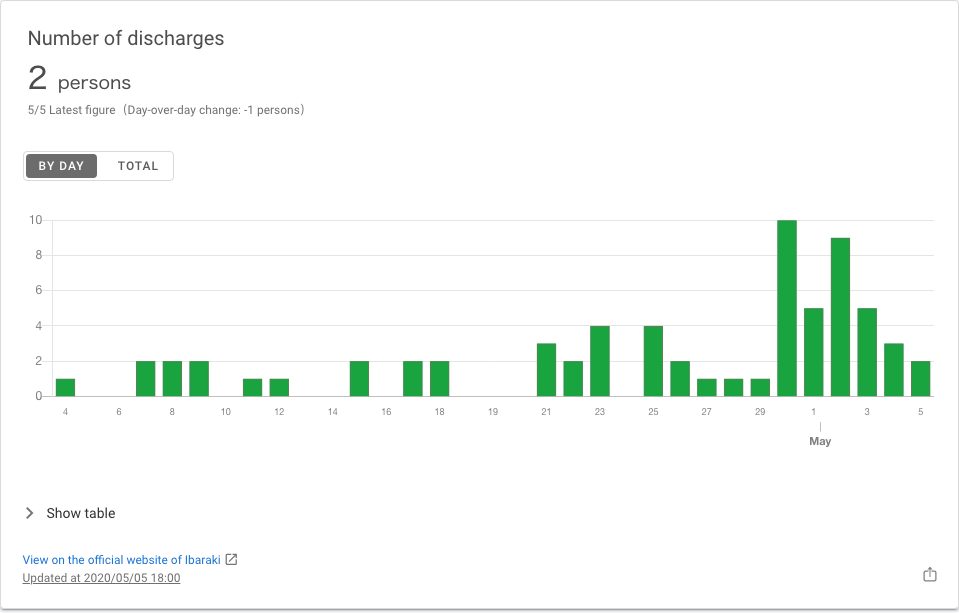 Number of discharges
2 persons
5/5 Latest figure（Day-over-day change: -1 persons）
BY DAY TOTAL
10
8
6
4
2
0
4 6 8 10 12 14 16 18 19 21 23 25 27 29 1 3 5
May
Show table
View on the official website of Ibaraki
Updated at 2020/05/05 18:00